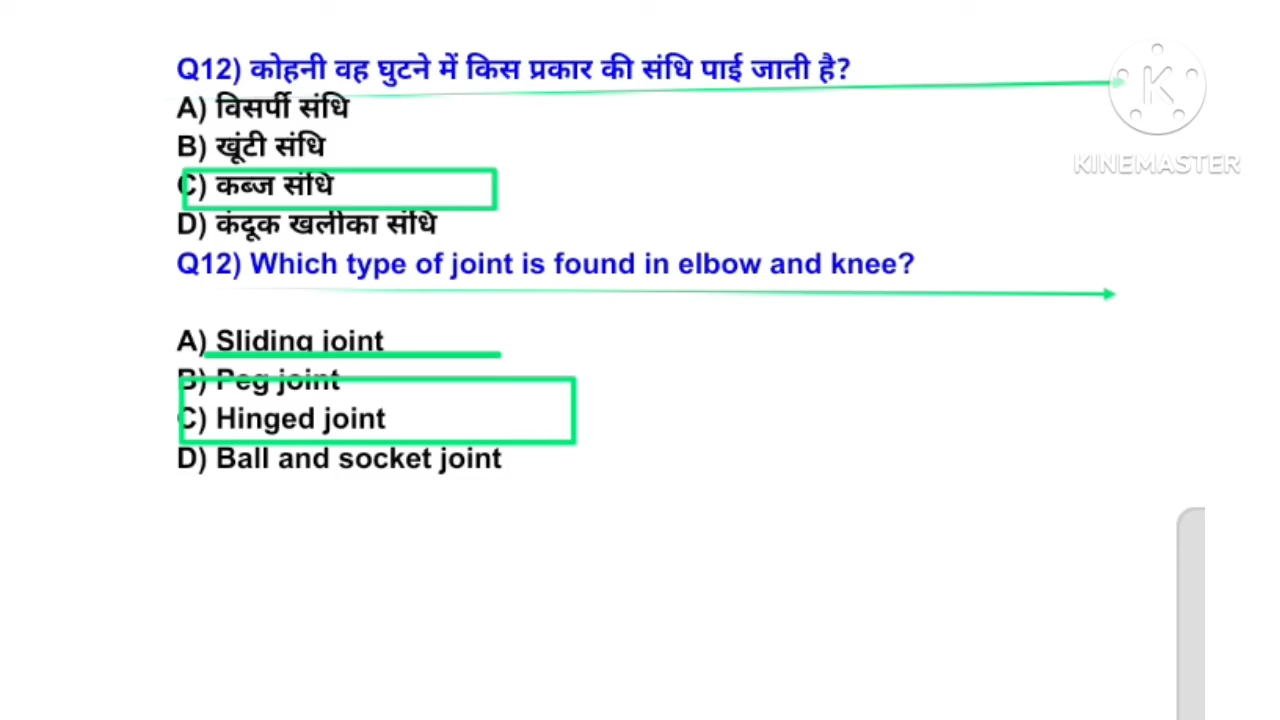 Q12) कोहनी वह घुटने में किस प्रकार की संधि पाई जाती है?
A) विसर्पी संधि
B) खूंटी संधि
C) कब्ज संधि
D) कंदूक खलीका संधि
Q12) Which type of joint is found in elbow and knee?
A) Sliding joint
B) Peg joint
C) Hinged joint
D) Ball and socket joint
K
KINEMASTER